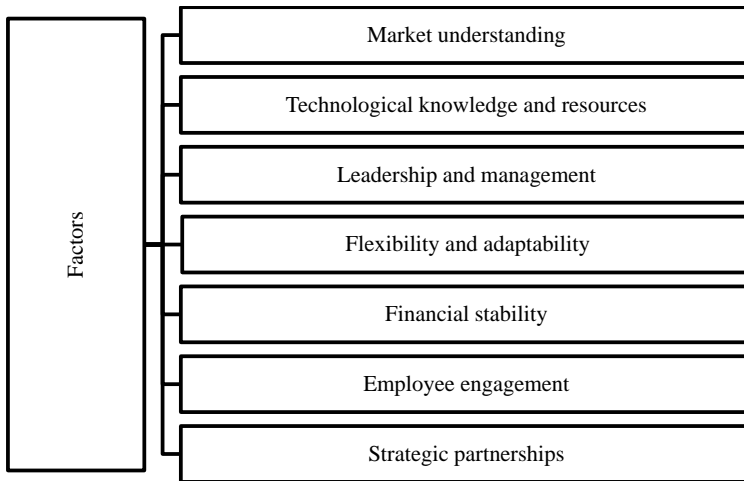 Factors
Market understanding
Technological knowledge and resources
Leadership and management
Flexibility and adaptability
Financial stability
Employee engagement
Strategic partnerships